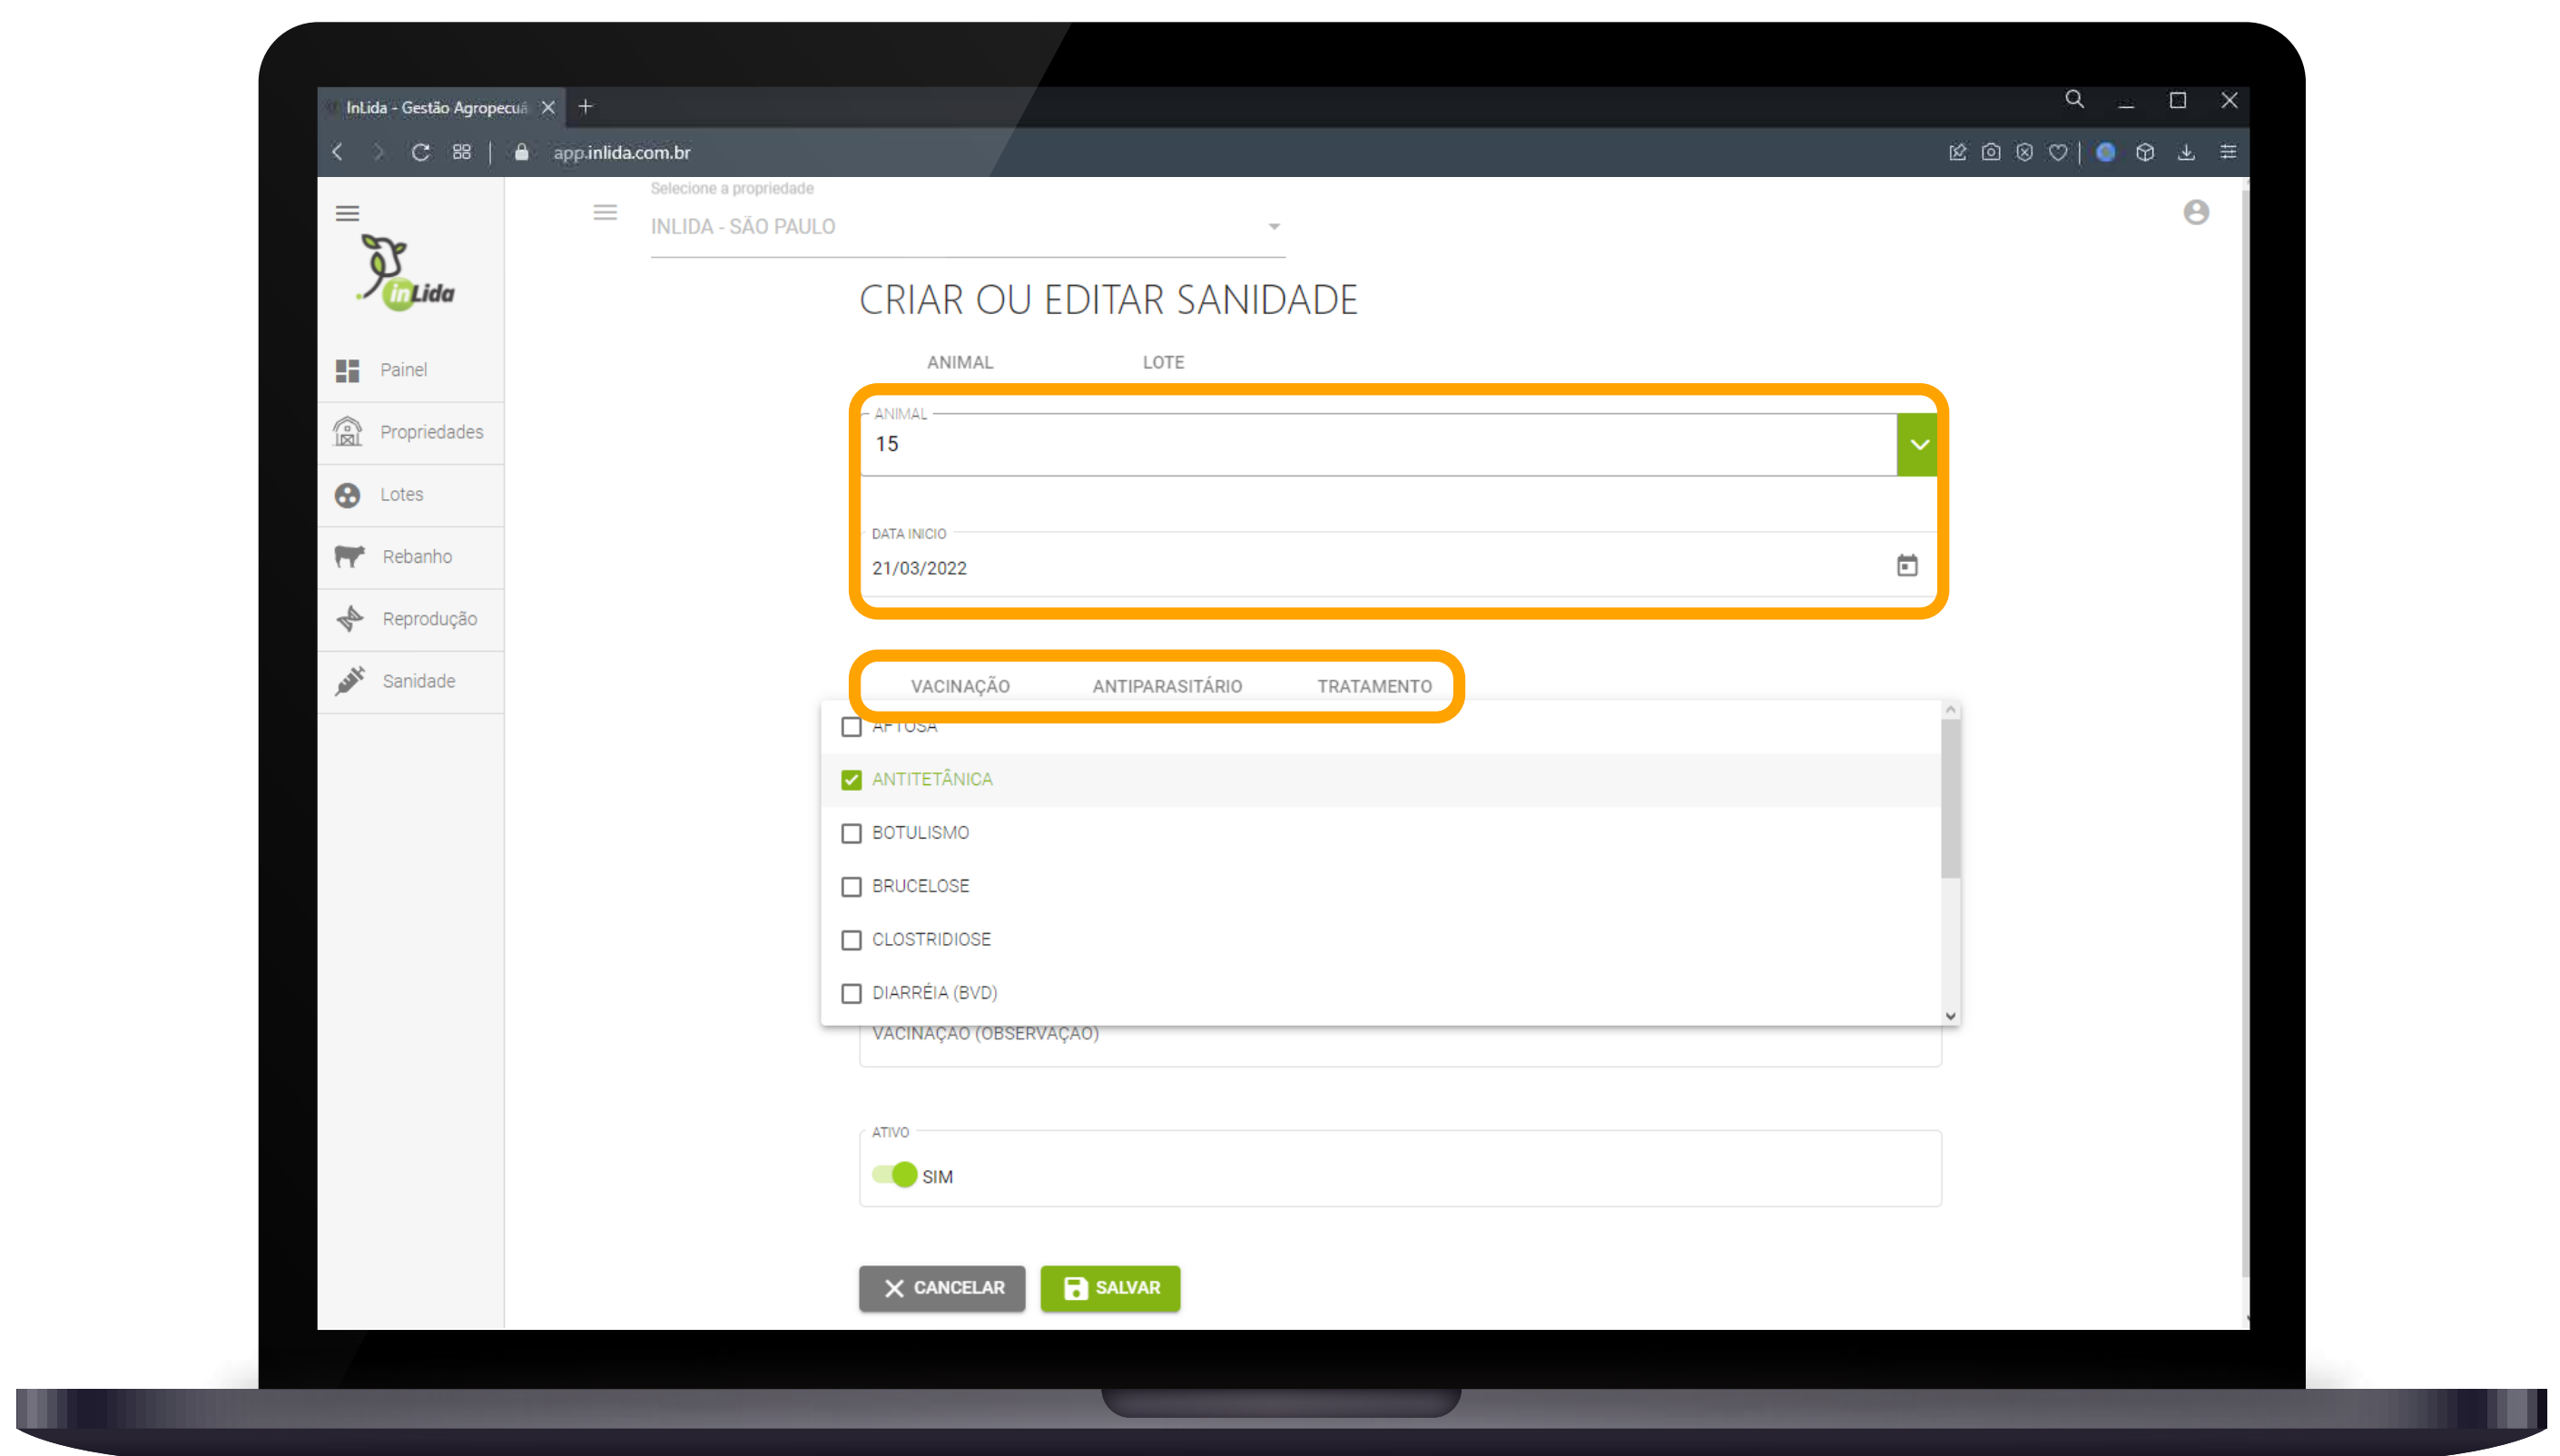 InLida - Gestão Agropecuá
app.inlida.com.br
Selecione a propriedade
INLIDA - SÃO PAULO
inLida
Painel
Propriedades
Lotes
Rebanho
Reprodução
Sanidade
CRIAR OU EDITAR SANIDADE
ANIMAL LOTE
ANIMAL
15
DATA INICIO
21/03/2022
VACINAÇÃO ANTIPARASITÁRIO TRATAMENTO
AFTOSA
ANTITETÂNICA
BOTULISMO
BRUCELOSE
CLOSTRIDIOSE
DIARRÉIA (BVD)
VACINAÇÃO (OBSERVAÇÃO)
ATIVO
SIM
CANCELAR SALVAR